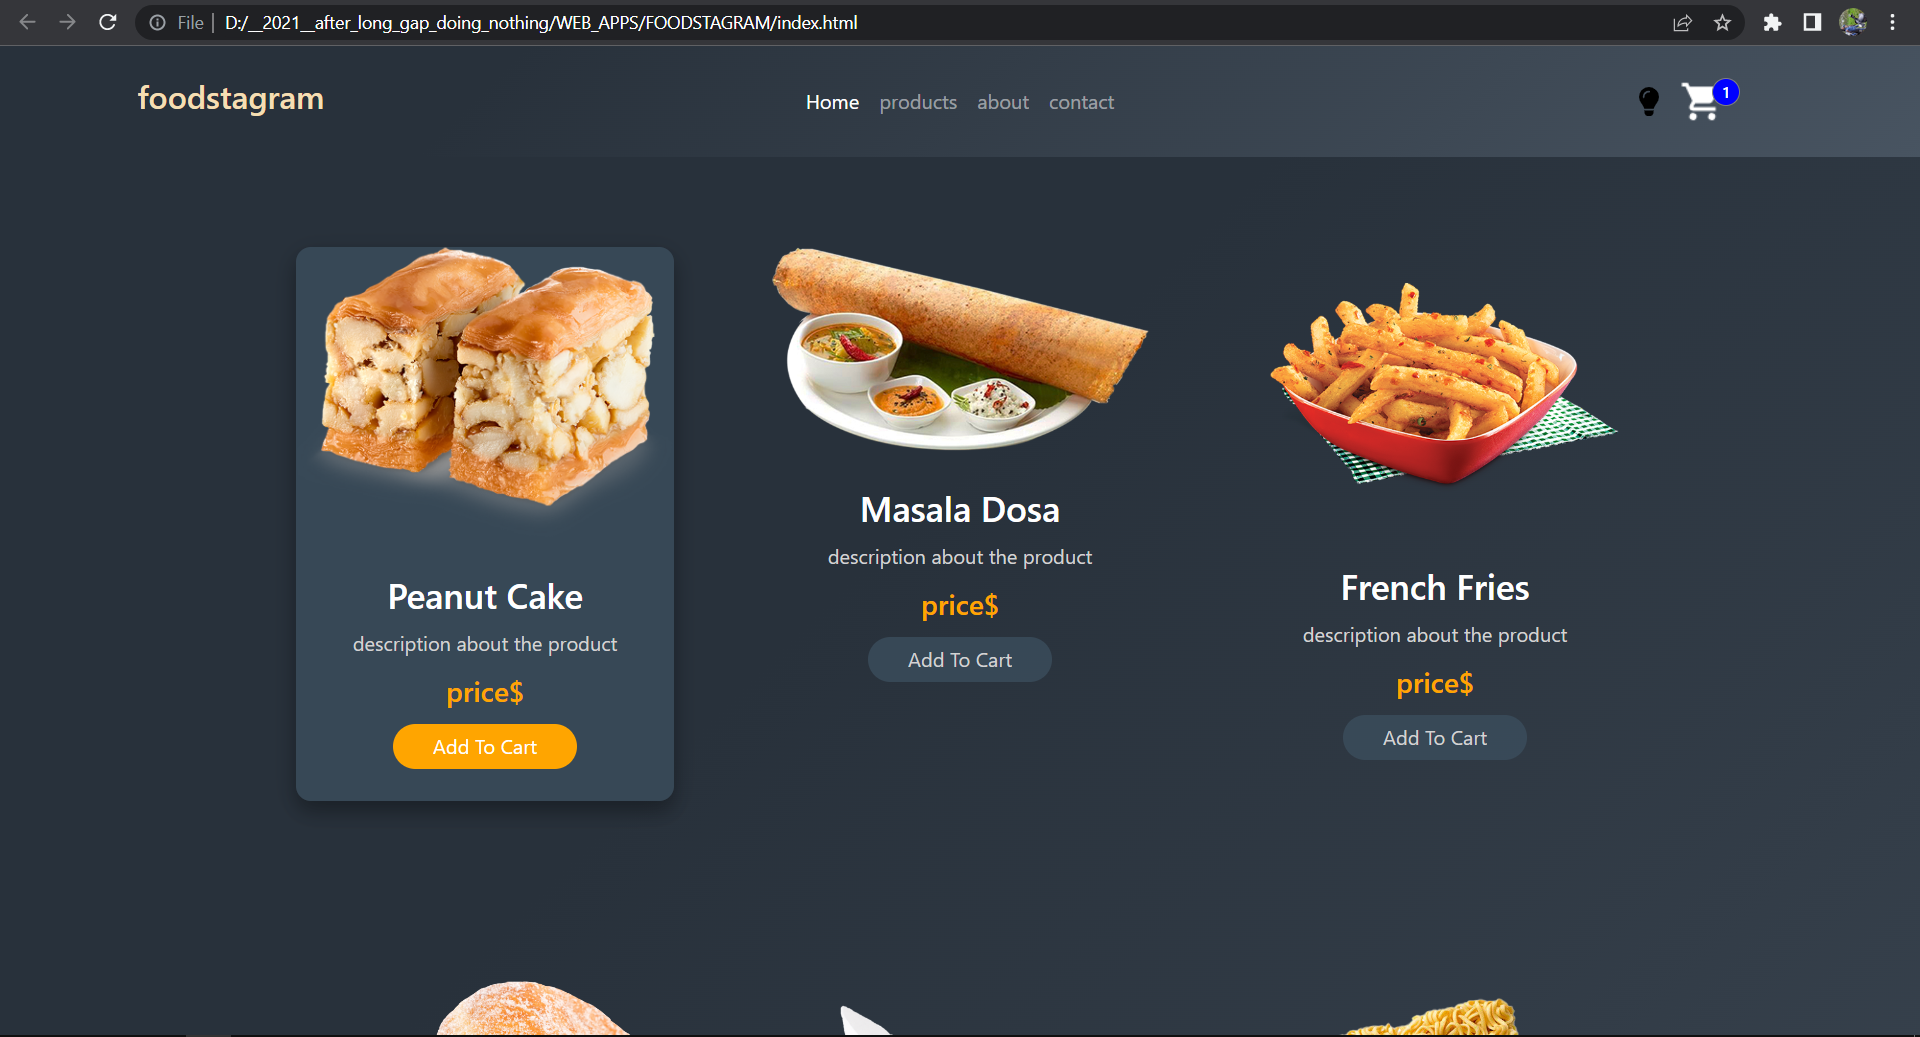 File | D:/__2021__after_long_gap_doing_nothing/WEB_APPS/FOODSTAGRAM/index.html
foodstagram
Home products about contact
1
Peanut Cake
description about the product
price$
Add To Cart
Masala Dosa
description about the product
price$
Add To Cart
French Fries
description about the product
price$
Add To Cart